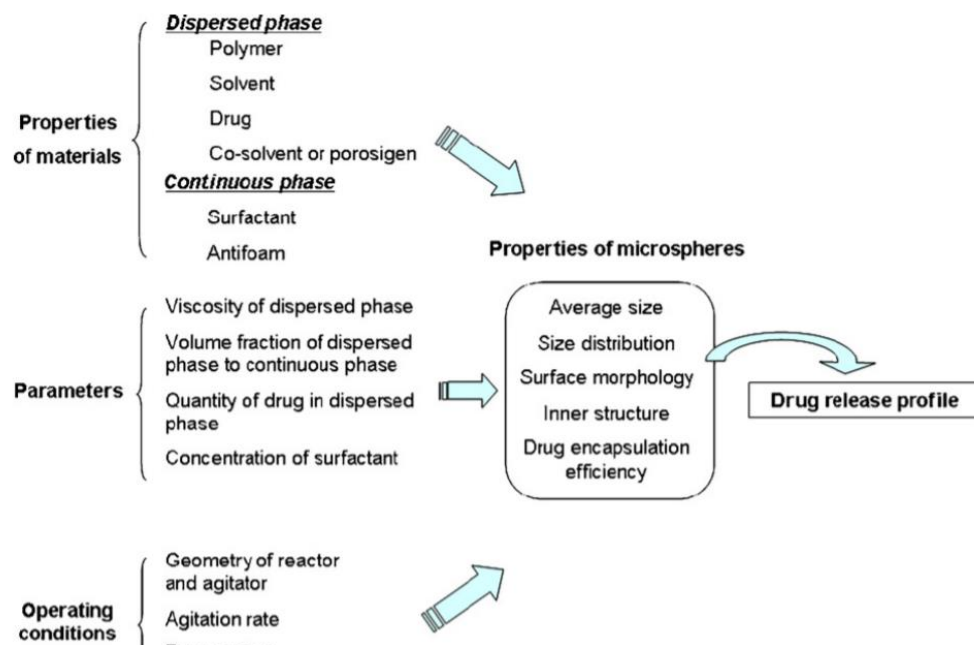 Dispersed phase
Polymer
Solvent
Drug
Co-solvent or porosigen
Continuous phase
Surfactant
Antifoam
Properties
of materials
Viscosity of dispersed phase
Volume fraction of dispersed
phase to continuous phase
Quantity of drug in dispersed
phase
Concentration of surfactant
Parameters
Geometry of reactor
and agitator
Agitation rate
Operating
conditions
Properties of microspheres
Average size
Size distribution
Surface morphology
Inner structure
Drug encapsulation
efficiency
Drug release profile